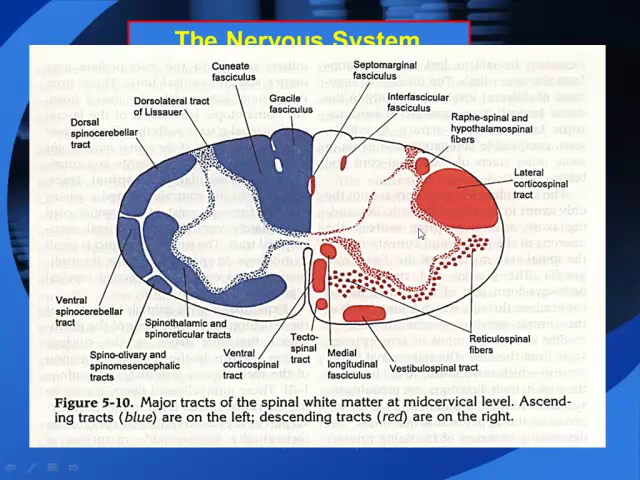 The Nervous System
Cuneate
fasciculus
Septomarginal
fasciculus
Dorsolateral tract
of Lissauer
Gracile
fasciculus
Interfascicular
fasciculus
Dorsal
spinocerebellar
tract
Raphe-spinal and
hypothalamospinal
fibers
Lateral
corticospinal
tract
Ventral
spinocerebellar
tract
Spinothalamic and
spinoreticular tracts
Spino-olivary and
spinomesencephalic
tracts
Ventral
corticospinal
tract
Tecto-
spinal
tract
Medial
longitudinal
fasciculus
Vestibulospinal tract
Reticulospinal
fibers
Figure 5-10. Major tracts of the spinal white matter at midcervical level. Ascend-
ing tracts (blue) are on the left; descending tracts (red) are on the right.